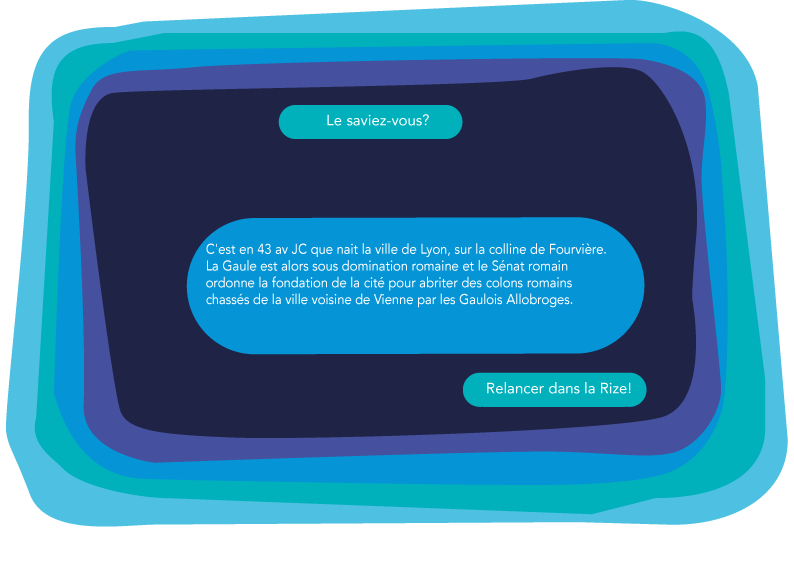 Le saviez-vous?
C'est en 43 av JC que nait la ville de Lyon, sur la colline de Fourvière.
La Gaule est alors sous domination romaine et le Sénat romain
ordonne la fondation de la cité pour abriter des colons romains
chassés de la ville voisine de Vienne par les Gaulois Allobroges.
Relancer dans la Rize!